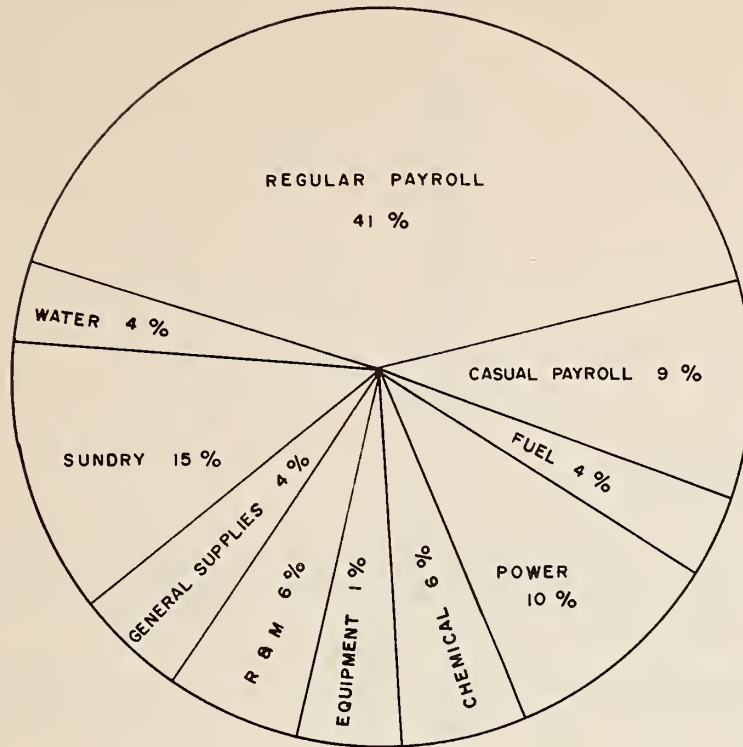 REGULAR PAYROLL
41 %
WATER 4 %
CASUAL PAYROLL 9 %
FUEL 4 %
SUNDRY 15 %
GENERAL SUPPLIES 4 %
R & M 6 %
EQUIPMENT 1 %
CHEMICAL 6 %
POWER
10 %